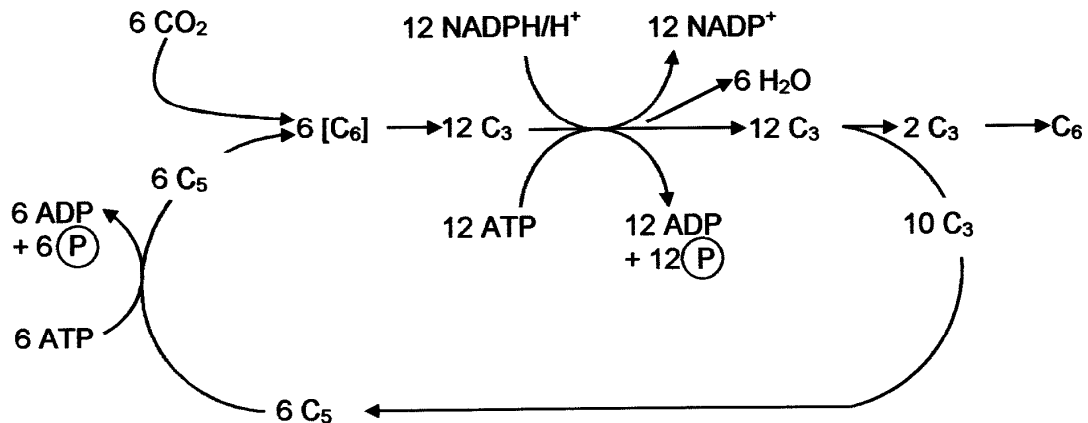 6 CO₂
12 NADPH/H⁺
12 NADP⁺
6 H₂O
6 [C₆]
12 C₃
12 C₃
2 C₃
C₆
6 C₅
6 ADP
+ 6 P
12 ATP
12 ADP
+ 12 P
10 C₃
6 ATP
6 C₅